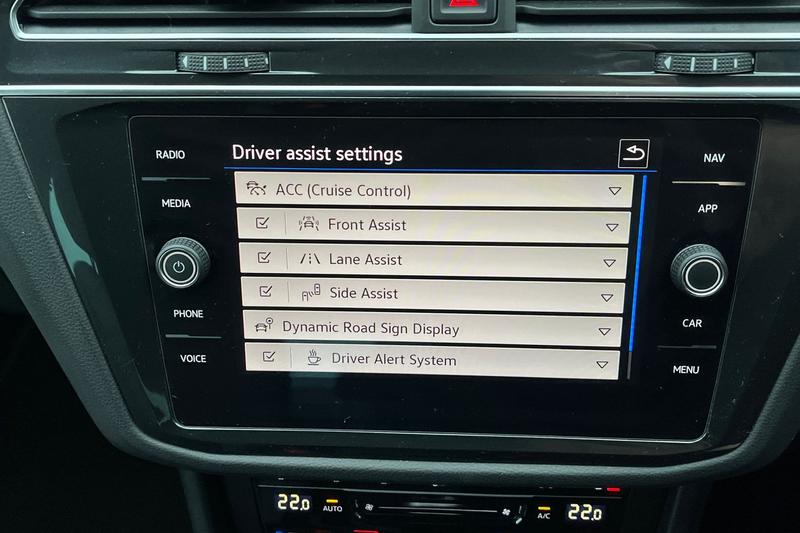 RADIO
MEDIA
PHONE
VOICE
Driver assist settings
ACC (Cruise Control)
Front Assist
Lane Assist
Side Assist
Dynamic Road Sign Display
Driver Alert System
NAV
APP
CAR
MENU
22.0
AUTO
A/C
22.0